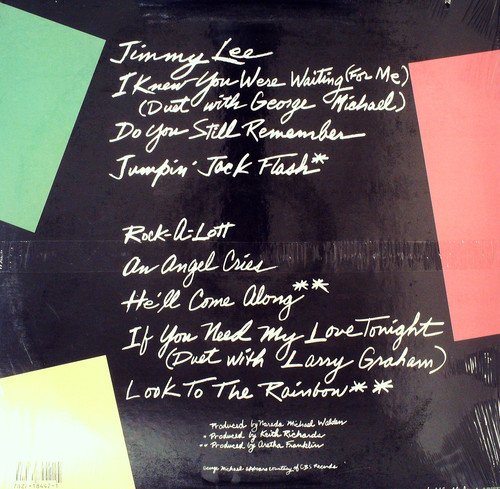 Jimmy Lee
I Knew You Were Waiting (For Me)
(Duet with George Michael)
Do You Still Remember
Jumpin' Jack Flash*
Rock-A-Lott
An Angel Cries
He'll Come Along**
If You Need My Love Tonight
(Duet with Larry Graham)
Look To The Rainbow**
Produced by Narada Michael Walden
* Produced by Keith Richards
** Produced by Aretha Franklin
George Michael appears courtesy of CBS Records